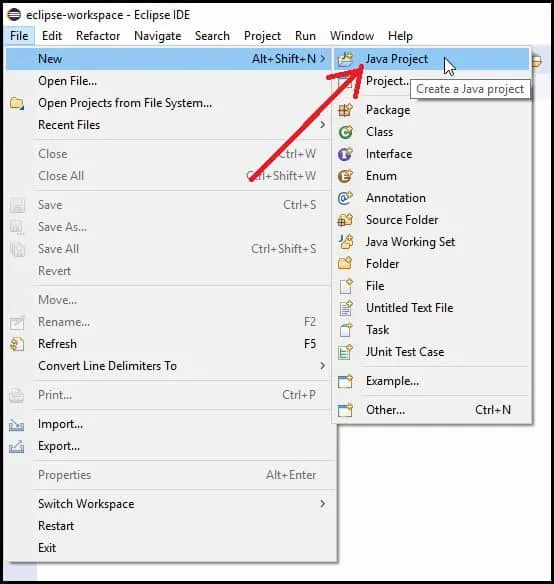 eclipse-workspace - Eclipse IDE
File Edit Refactor Navigate Search Project Run Window Help
New Alt+Shift+N >
Open File...
Open Projects from File System...
Recent Files >
Close Ctrl+W
Close All Ctrl+Shift+W
Save Ctrl+S
Save As...
Save All Ctrl+Shift+S
Revert
Move...
Rename... F2
Refresh F5
Convert Line Delimiters To >
Print... Ctrl+P
Import...
Export...
Properties Alt+Enter
Switch Workspace >
Restart
Exit
Java Project
Project...
Create a Java project
Package
Class
Interface
Enum
Annotation
Source Folder
Java Working Set
Folder
File
Untitled Text File
Task
JUnit Test Case
Example...
Other... Ctrl+N